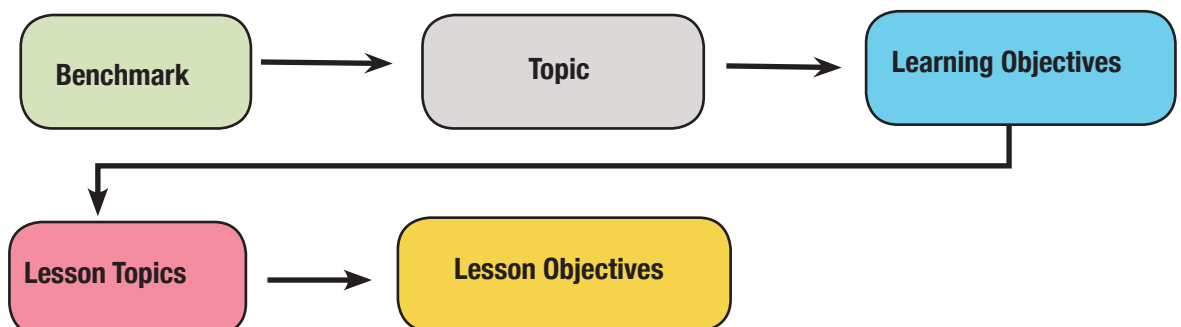 Benchmark
Topic
Learning Objectives
Lesson Topics
Lesson Objectives